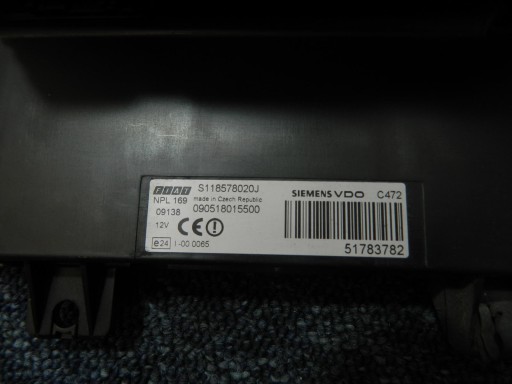 FIAT S118578020J
NPL 169 made in Czech Republic
09138 090518015500
12V CE
e24 I-00 0065
SIEMENS VDO C472
51783782